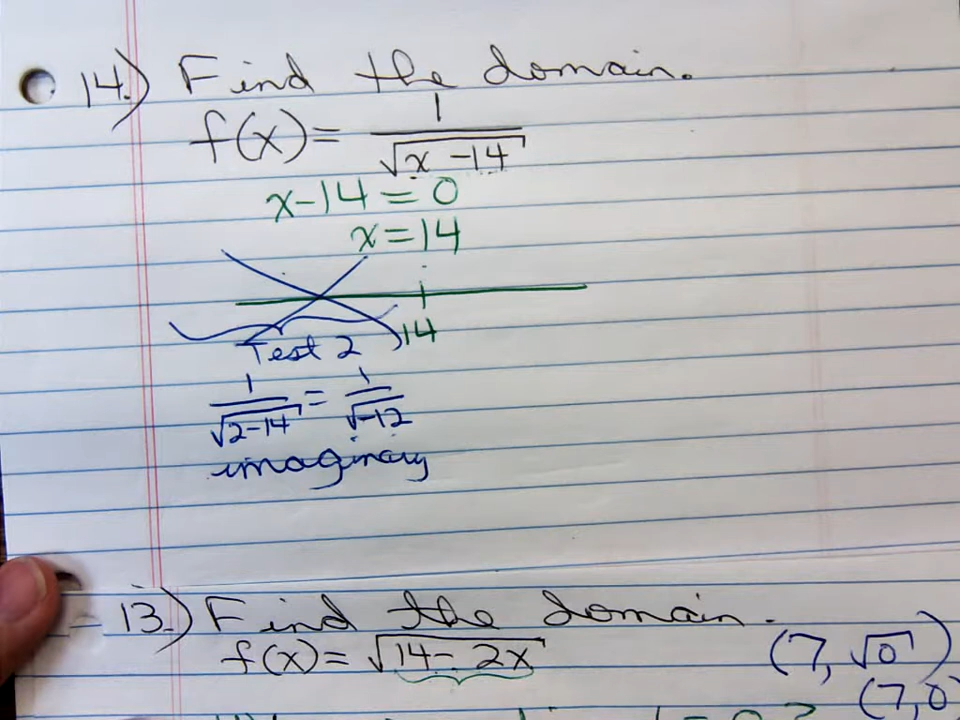 14.) Find the domain.
f(x) = 1/√(x - 14)
x - 14 = 0
x = 14
14
Test 2
1/√(2-14) = 1/√-12
imaginary
13.) Find the domain.
f(x) = √(14 - 2x)
(7, √0)
(7, 0